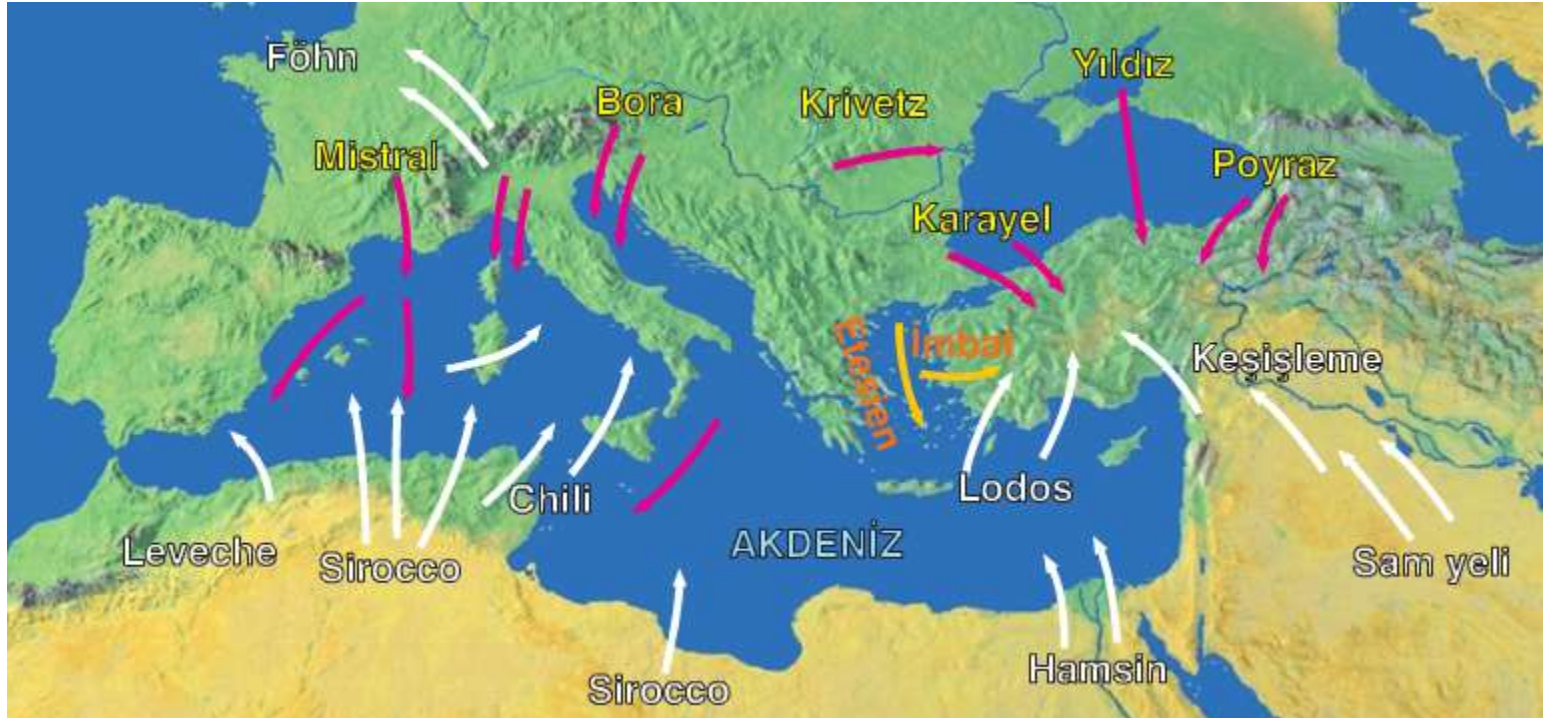 Föhn
Yıldız
Bora
Krivetz
Mistral
Poyraz
Karayel
Etesien
İmbat
Keşişleme
Chili
Lodos
Leveche
Sirocco
AKDENİZ
Sam yeli
Sirocco
Hamsin